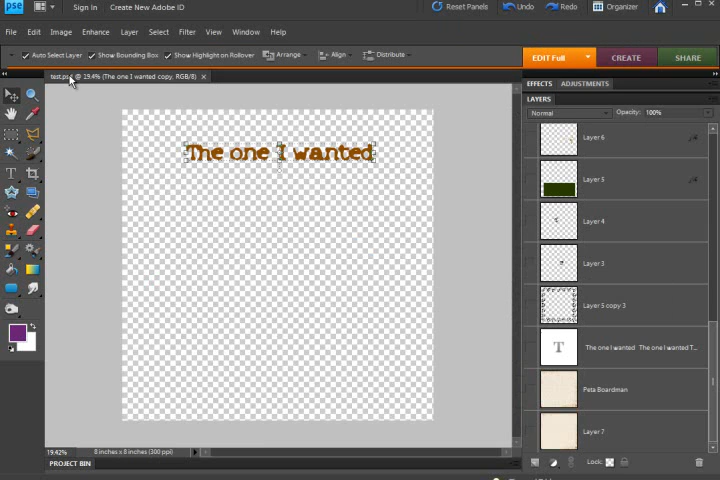 pse Sign In Create New Adobe ID Reset Panels Undo Redo Organizer
File Edit Image Enhance Layer Select Filter View Window Help
Auto Select Layer Show Bounding Box Show Highlight on Rollover Arrange Align Distribute EDIT Full CREATE SHARE
test.psd @ 19.4% (The one I wanted copy, RGB/8)
EFFECTS ADJUSTMENTS
LAYERS
Normal Opacity: 100%
The one I wanted
Layer 6
Layer 5
Layer 4
Layer 3
Layer 5 copy 3
T The one I wanted The one I wanted T...
Peta Boardman
Layer 7
19.42% 8 inches x 8 inches (300 ppi)
Lock:
PROJECT BIN